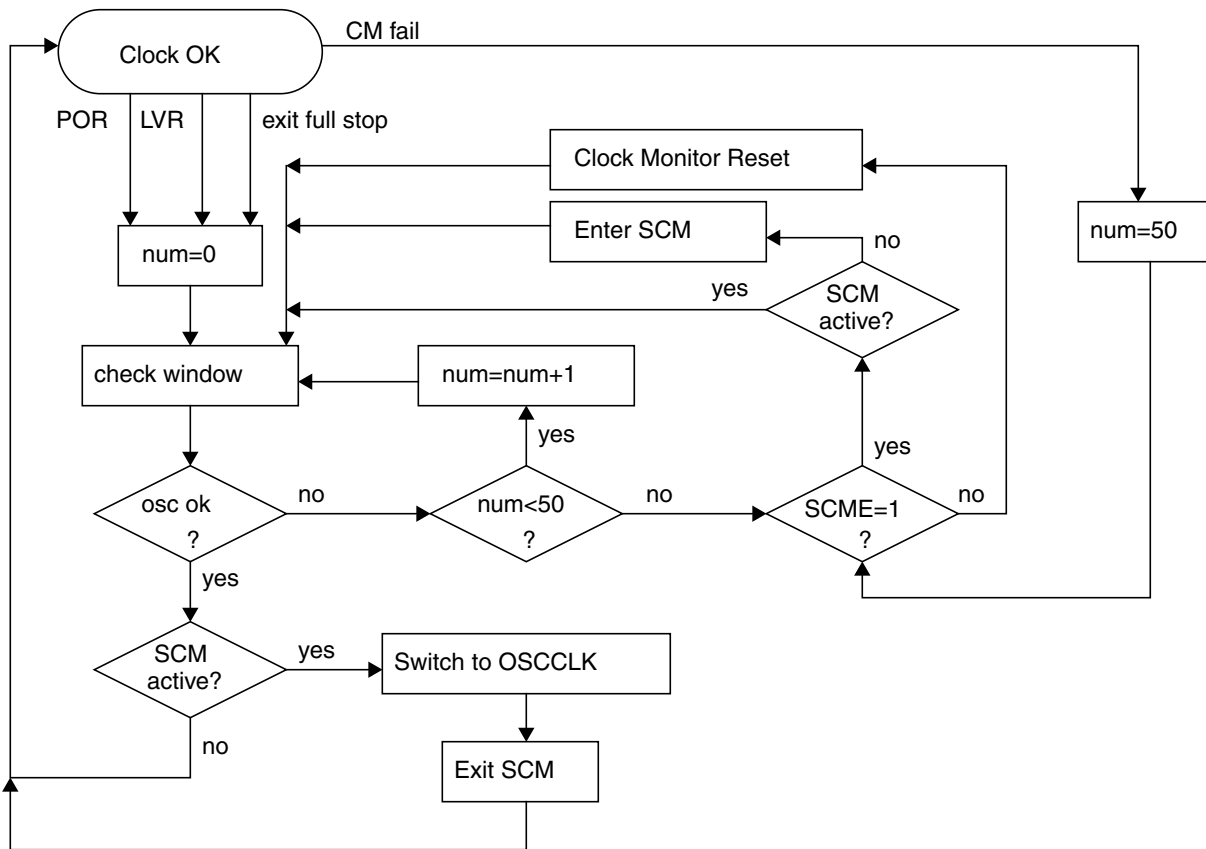 CM fail
Clock OK
POR
LVR
exit full stop
Clock Monitor Reset
Enter SCM
no
num=50
num=0
yes
SCM
active?
check window
num=num+1
yes
yes
osc ok
?
no
num<50
?
no
SCME=1
?
no
yes
SCM
active?
yes
Switch to OSCCLK
no
Exit SCM